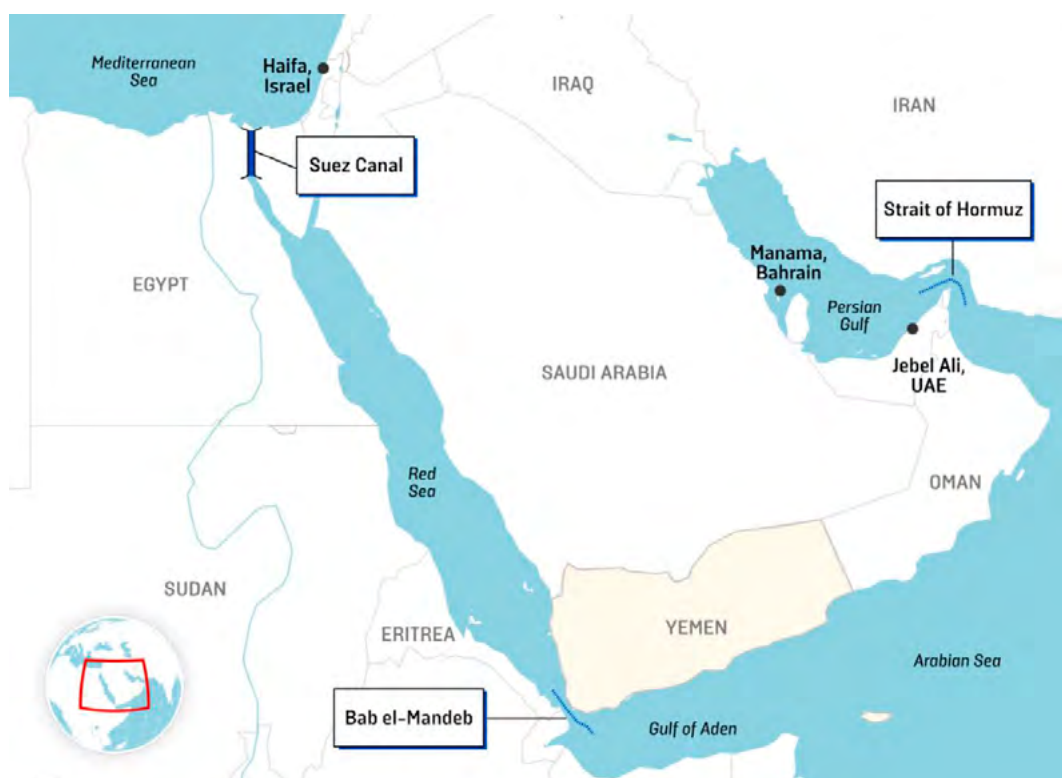 Mediterranean
Sea
Haifa,
Israel
IRAQ
IRAN
Suez Canal
Strait of Hormuz
Manama,
Bahrain
EGYPT
Persian
Gulf
SAUDI ARABIA
Jebel Ali,
UAE
Red
Sea
OMAN
SUDAN
ERITREA
YEMEN
Arabian Sea
Bab el-Mandeb
Gulf of Aden